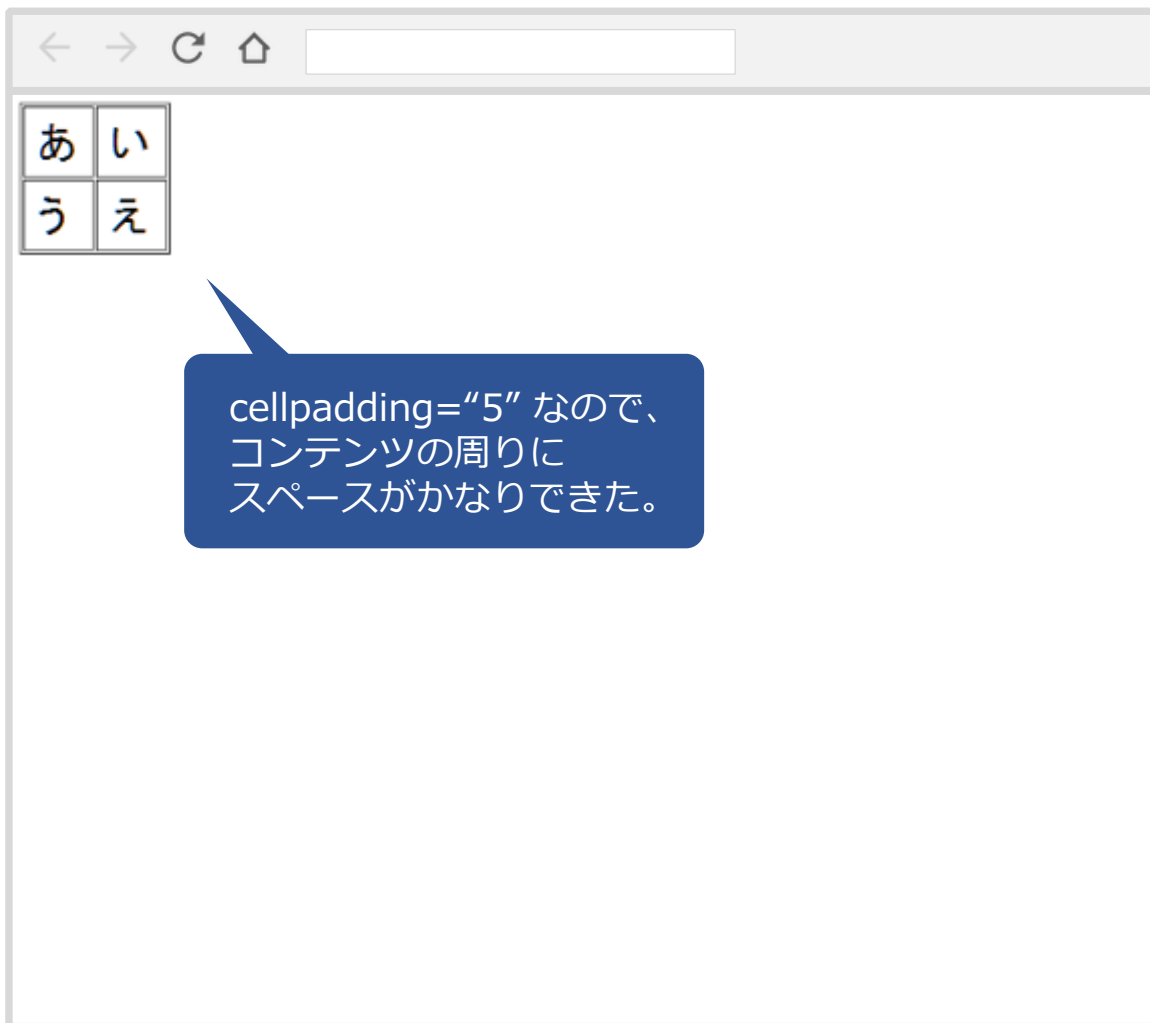 あ い
う え
cellpadding=“5” なので、
コンテンツの周りに
スペースがかなりできた。